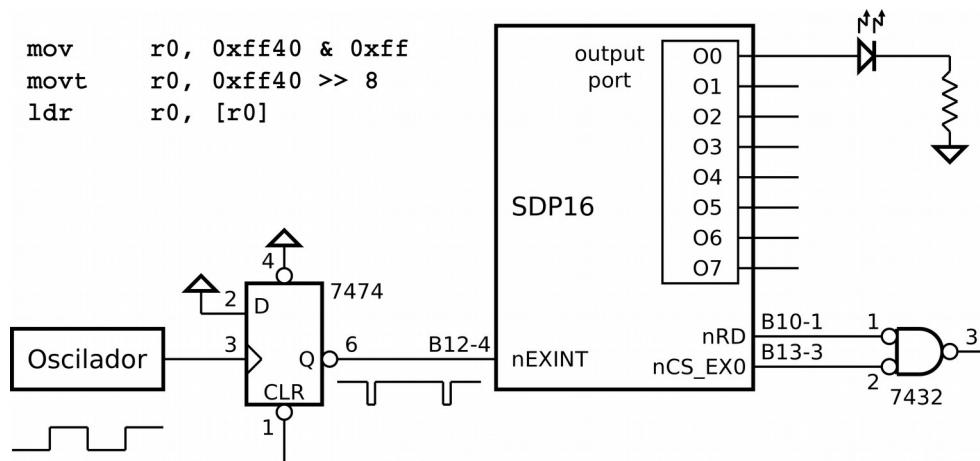 mov r0, 0xff40 & 0xff
movt r0, 0xff40 >> 8
ldr r0, [r0]
output
port
O0
O1
O2
O3
O4
O5
O6
O7
SDP16
4
7474
2
D
Oscilador
3
Q
6
B12-4
nEXINT
CLR
1
nRD
B10-1
1
nCS_EX0
B13-3
2
3
7432